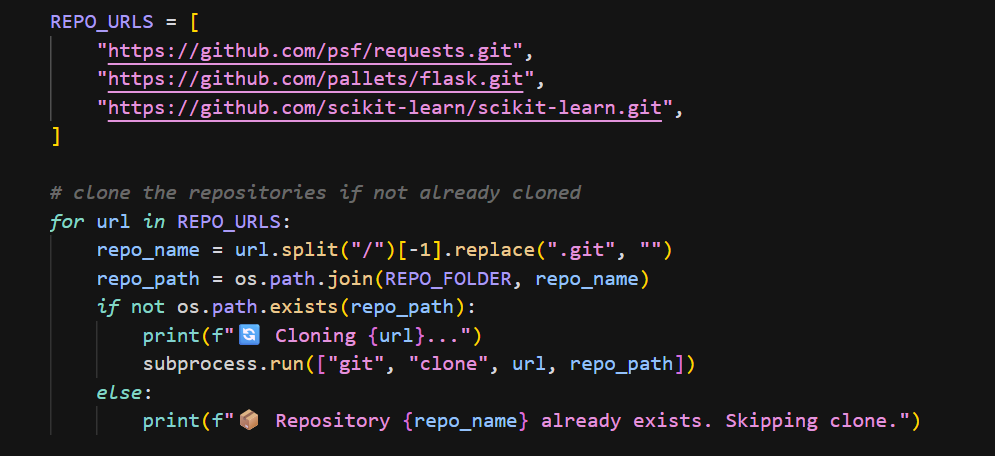 REPO_URLS = [
    "https://github.com/psf/requests.git",
    "https://github.com/pallets/flask.git",
    "https://github.com/scikit-learn/scikit-learn.git",
]

# clone the repositories if not already cloned
for url in REPO_URLS:
    repo_name = url.split("/")[-1].replace(".git", "")
    repo_path = os.path.join(REPO_FOLDER, repo_name)
    if not os.path.exists(repo_path):
        print(f"🔄 Cloning {url}...")
        subprocess.run(["git", "clone", url, repo_path])
    else:
        print(f"📦 Repository {repo_name} already exists. Skipping clone.")